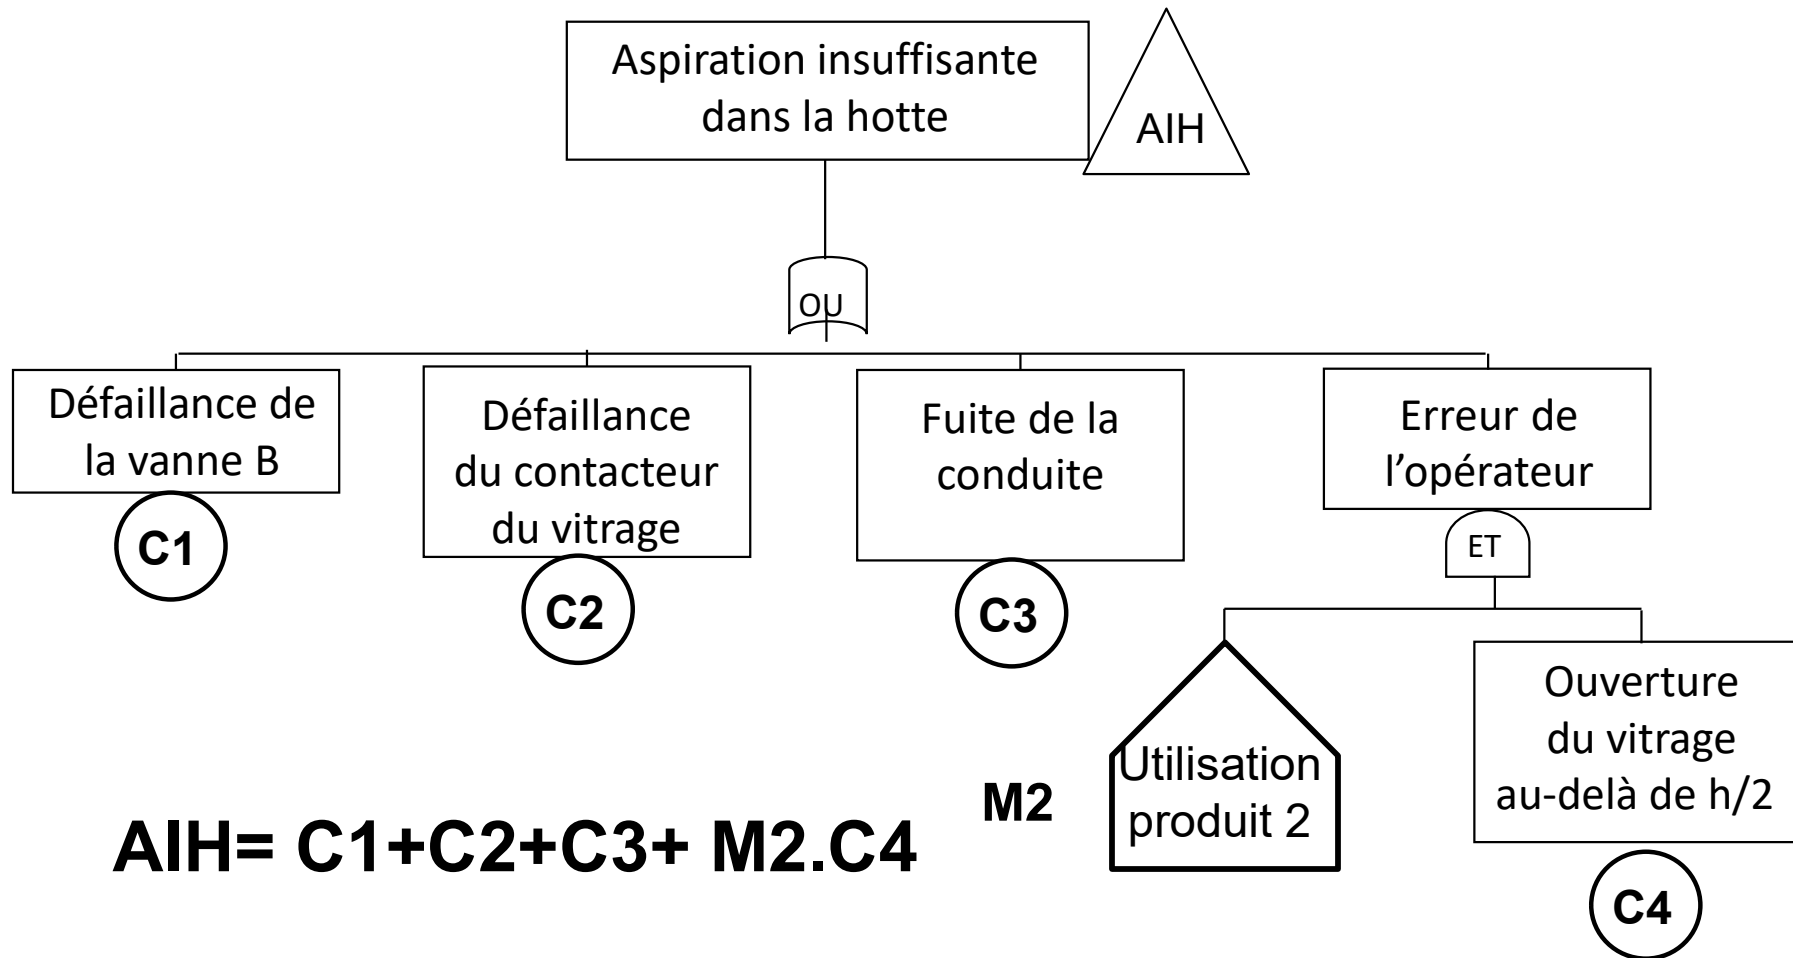 Aspiration insuffisante
dans la hotte
AIH
OU
Défaillance de
la vanne B
C1
Défaillance
du contacteur
du vitrage
C2
Fuite de la
conduite
C3
Erreur de
l’opérateur
ET
M2
Utilisation
produit 2
Ouverture
du vitrage
au-delà de h/2
C4
AIH= C1+C2+C3+ M2.C4